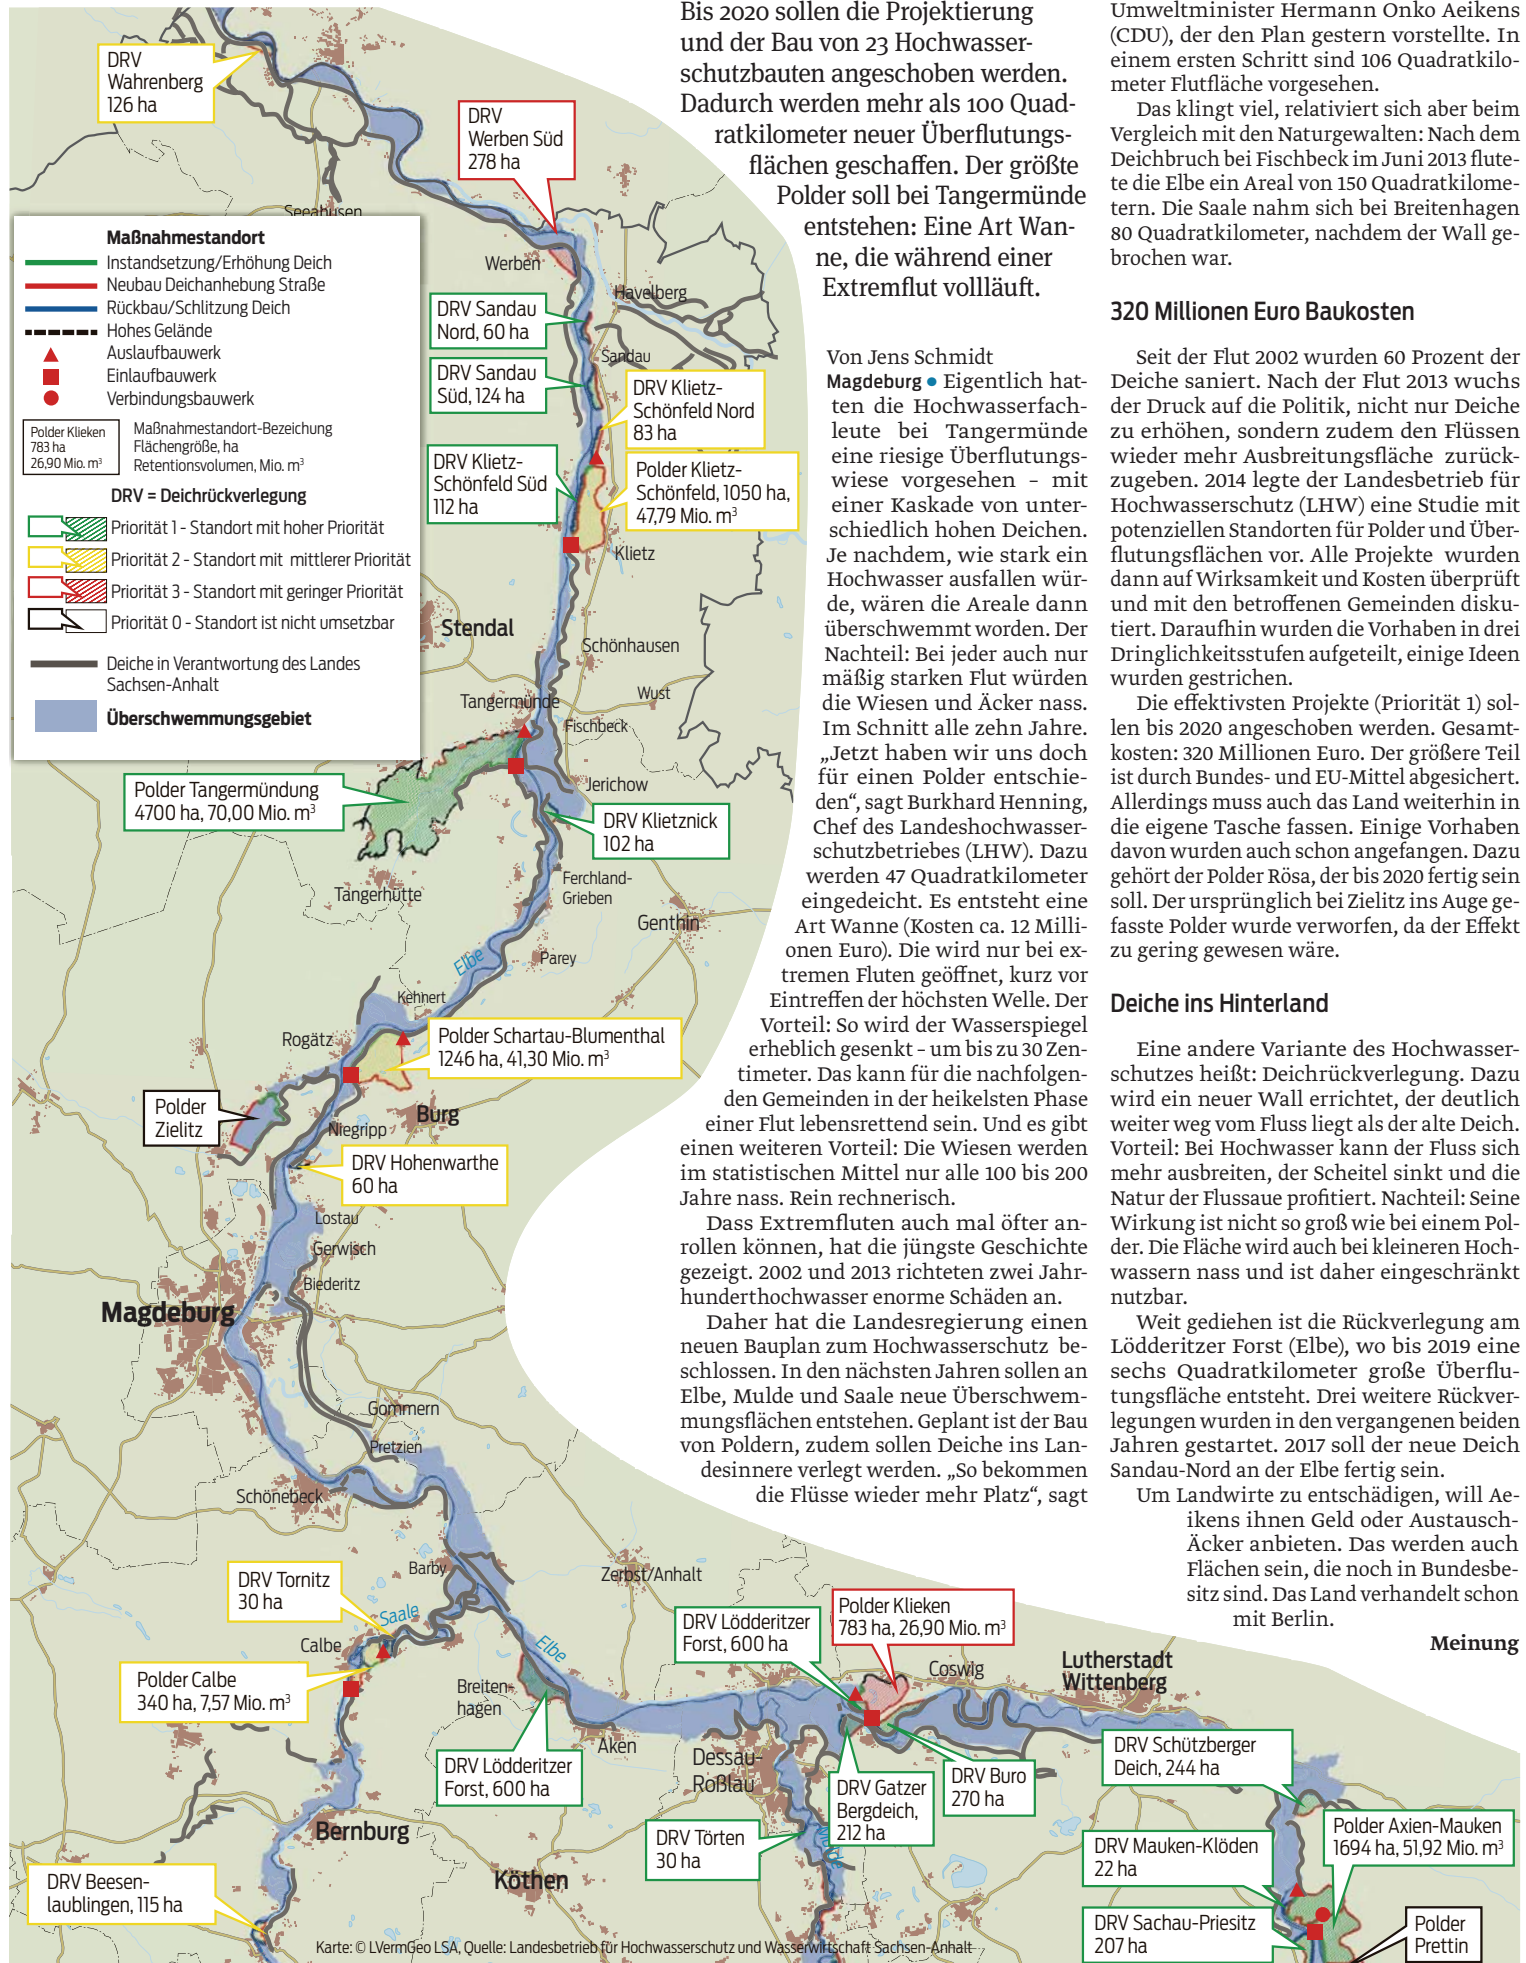 Bis 2020 sollen die Projektierung
und der Bau von 23 Hochwasser-
schutzbauten angeschoben werden.
Dadurch werden mehr als 100 Quad-
ratkilometer neuer Überflutungs-
flächen geschaffen. Der größte
Polder soll bei Tangermünde
entstehen: Eine Art Wan-
ne, die während einer
Extremflut vollläuft.
Von Jens Schmidt
Magdeburg ● Eigentlich hat-
ten die Hochwasserfach-
leute bei Tangermünde
eine riesige Überflutungs-
wiese vorgesehen – mit
einer Kaskade von unter-
schiedlich hohen Deichen.
Je nachdem, wie stark ein
Hochwasser ausfallen wür-
de, wären die Areale dann
überschwemmt worden. Der
Nachteil: Bei jeder auch nur
mäßig starken Flut würden
die Wiesen und Äcker nass.
Im Schnitt alle zehn Jahre.
„Jetzt haben wir uns doch
für einen Polder entschie-
den“, sagt Burkhard Henning,
Chef des Landeshochwasser-
schutzbetriebes (LHW). Dazu
werden 47 Quadratkilometer
eingedeicht. Es entsteht eine
Art Wanne (Kosten ca. 12 Milli-
onen Euro). Die wird nur bei ex-
tremen Fluten geöffnet, kurz vor
Eintreffen der höchsten Welle. Der
Vorteil: So wird der Wasserspiegel
erheblich gesenkt – um bis zu 30 Zen-
timeter. Das kann für die nachfolgen-
den Gemeinden in der heikelsten Phase
einer Flut lebensrettend sein. Und es gibt
einen weiteren Vorteil: Die Wiesen werden
im statistischen Mittel nur alle 100 bis 200
Jahre nass. Rein rechnerisch.
Dass Extremfluten auch mal öfter an-
rollen können, hat die jüngste Geschichte
gezeigt. 2002 und 2013 richteten zwei Jahr-
hunderthochwasser enorme Schäden an.
Daher hat die Landesregierung einen
neuen Bauplan zum Hochwasserschutz be-
schlossen. In den nächsten Jahren sollen an
Elbe, Mulde und Saale neue Überschwem-
mungsflächen entstehen. Geplant ist der Bau
von Poldern, zudem sollen Deiche ins Lan-
desinnere verlegt werden. „So bekommen
die Flüsse wieder mehr Platz“, sagt
Umweltminister Hermann Onko Aeikens
(CDU), der den Plan gestern vorstellte. In
einem ersten Schritt sind 106 Quadratkilo-
meter Flutfläche vorgesehen.
Das klingt viel, relativiert sich aber beim
Vergleich mit den Naturgewalten: Nach dem
Deichbruch bei Fischbeck im Juni 2013 flute-
te die Elbe ein Areal von 150 Quadratkilome-
tern. Die Saale nahm sich bei Breitenhagen
80 Quadratkilometer, nachdem der Wall ge-
brochen war.
320 Millionen Euro Baukosten
Seit der Flut 2002 wurden 60 Prozent der
Deiche saniert. Nach der Flut 2013 wuchs
der Druck auf die Politik, nicht nur Deiche
zu erhöhen, sondern zudem den Flüssen
wieder mehr Ausbreitungsfläche zurück-
zugeben. 2014 legte der Landesbetrieb für
Hochwasserschutz (LHW) eine Studie mit
potenziellen Standorten für Polder und Über-
flutungsflächen vor. Alle Projekte wurden
dann auf Wirksamkeit und Kosten überprüft
und mit den betroffenen Gemeinden disku-
tiert. Daraufhin wurden die Vorhaben in drei
Dringlichkeitsstufen aufgeteilt, einige Ideen
wurden gestrichen.
Die effektivsten Projekte (Priorität 1) sol-
len bis 2020 angeschoben werden. Gesamt-
kosten: 320 Millionen Euro. Der größere Teil
ist durch Bundes- und EU-Mittel abgesichert.
Allerdings muss auch das Land weiterhin in
die eigene Tasche fassen. Einige Vorhaben
davon wurden auch schon angefangen. Dazu
gehört der Polder Rösa, der bis 2020 fertig sein
soll. Der ursprünglich bei Zielitz ins Auge ge-
fasste Polder wurde verworfen, da der Effekt
zu gering gewesen wäre.
Deiche ins Hinterland
Eine andere Variante des Hochwasser-
schutzes heißt: Deichrückverlegung. Dazu
wird ein neuer Wall errichtet, der deutlich
weiter weg vom Fluss liegt als der alte Deich.
Vorteil: Bei Hochwasser kann der Fluss sich
mehr ausbreiten, der Scheitel sinkt und die
Natur der Flussaue profitiert. Nachteil: Seine
Wirkung ist nicht so groß wie bei einem Pol-
der. Die Fläche wird auch bei kleineren Hoch-
wassern nass und ist daher eingeschränkt
nutzbar.
Weit gediehen ist die Rückverlegung am
Lödderitzer Forst (Elbe), wo bis 2019 eine
sechs Quadratkilometer große Überflu-
tungsfläche entsteht. Drei weitere Rückver-
legungen wurden in den vergangenen beiden
Jahren gestartet. 2017 soll der neue Deich
Sandau-Nord an der Elbe fertig sein.
Um Landwirte zu entschädigen, will Ae-
ikens ihnen Geld oder Austausch-
Äcker anbieten. Das werden auch
Flächen sein, die noch in Bundesbe-
sitz sind. Das Land verhandelt schon
mit Berlin.
Meinung
DRV
Wahrenberg
126 ha
DRV
Werben Süd
278 ha
Seehausen
Maßnahmestandort
Instandsetzung/Erhöhung Deich
Neubau Deichanhebung Straße
Rückbau/Schlitzung Deich
Hohes Gelände
Auslaufbauwerk
Einlaufbauwerk
Verbindungsbauwerk
Polder Klieken
783 ha
26,90 Mio. m³
Maßnahmestandort-Bezeichung
Flächengröße, ha
Retentionsvolumen, Mio. m³
DRV = Deichrückverlegung
Priorität 1 - Standort mit hoher Priorität
Priorität 2 - Standort mit mittlerer Priorität
Priorität 3 - Standort mit geringer Priorität
Priorität 0 - Standort ist nicht umsetzbar
Deiche in Verantwortung des Landes
Sachsen-Anhalt
Überschwemmungsgebiet
Werben
Havelberg
DRV Sandau
Nord, 60 ha
Sandau
DRV Sandau
Süd, 124 ha
DRV Klietz-
Schönfeld Nord
83 ha
DRV Klietz-
Schönfeld Süd
112 ha
Polder Klietz-
Schönfeld, 1050 ha,
47,79 Mio. m³
Klietz
Stendal
Schönhausen
Wust
Tangermünde
Fischbeck
Jerichow
Polder Tangermündung
4700 ha, 70,00 Mio. m³
DRV Klietznick
102 ha
Tangerhütte
Ferchland-
Grieben
Genthin
Parey
Elbe
Kehnert
Rogätz
Polder Schartau-Blumenthal
1246 ha, 41,30 Mio. m³
Polder
Zielitz
Burg
Niegripp
DRV Hohenwarthe
60 ha
Lostau
Gerwisch
Biederitz
Magdeburg
Gommern
Pretzien
Schönebeck
Barby
Zerbst/Anhalt
DRV Tornitz
30 ha
Saale
Calbe
Elbe
Polder Calbe
340 ha, 7,57 Mio. m³
Breiten-
hagen
DRV Lödderitzer
Forst, 600 ha
Polder Klieken
783 ha, 26,90 Mio. m³
Coswig
Lutherstadt
Wittenberg
Aken
DRV Lödderitzer
Forst, 600 ha
Dessau-
Roßlau
DRV Gatzer
Bergdeich,
212 ha
DRV Buro
270 ha
DRV Schützberger
Deich, 244 ha
Bernburg
DRV Törten
30 ha
Mulde
Polder Axien-Mauken
1694 ha, 51,92 Mio. m³
DRV Mauken-Klöden
22 ha
Köthen
DRV Beesen-
laublingen, 115 ha
DRV Sachau-Priesitz
207 ha
Polder
Prettin
Karte: © LVermGeo LSA, Quelle: Landesbetrieb für Hochwasserschutz und Wasserwirtschaft Sachsen-Anhalt